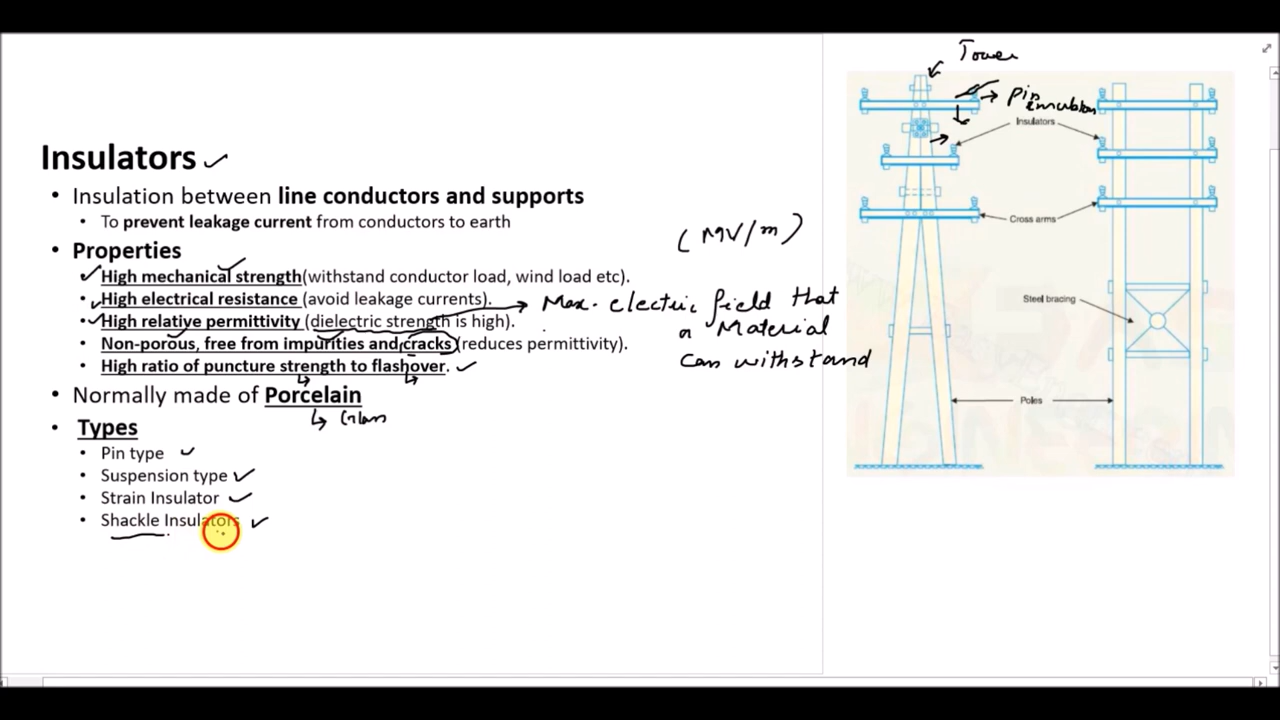 Insulators
Insulation between line conductors and supports
To prevent leakage current from conductors to earth
Properties
High mechanical strength(withstand conductor load, wind load etc).
High electrical resistance (avoid leakage currents).
High relative permittivity (dielectric strength is high).
Non-porous, free from impurities and cracks (reduces permittivity).
High ratio of puncture strength to flashover.
Normally made of Porcelain
Glass
Types
Pin type
Suspension type
Strain Insulator
Shackle Insulators
(MV/m)
Max. electric field that
a Material
can withstand
Tower
Pin
insulators
Insulators
Cross arms
Steel bracing
Poles